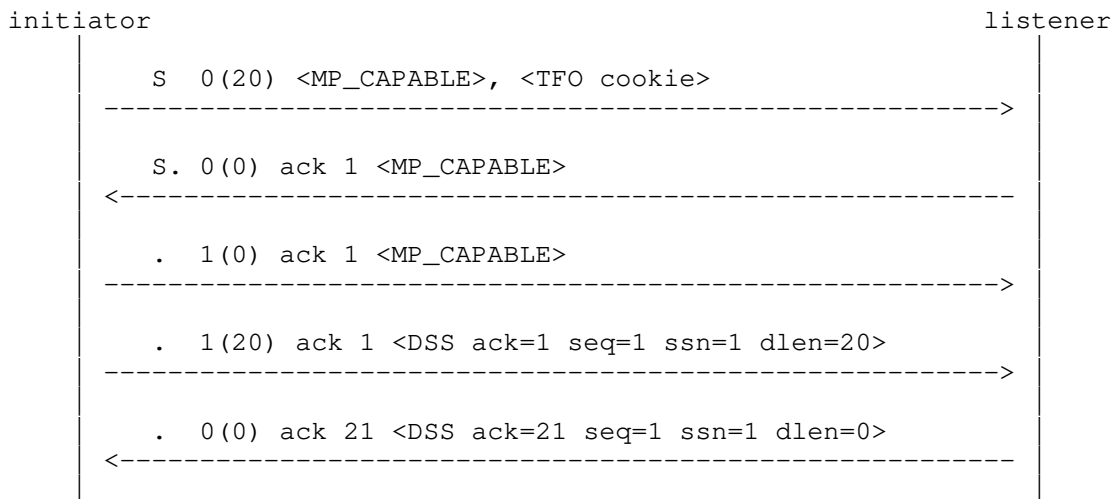 initiator listener
S 0(20) <MP_CAPABLE>, <TFO cookie>
S. 0(0) ack 1 <MP_CAPABLE>
. 1(0) ack 1 <MP_CAPABLE>
. 1(20) ack 1 <DSS ack=1 seq=1 ssn=1 dlen=20>
. 0(0) ack 21 <DSS ack=21 seq=1 ssn=1 dlen=0>